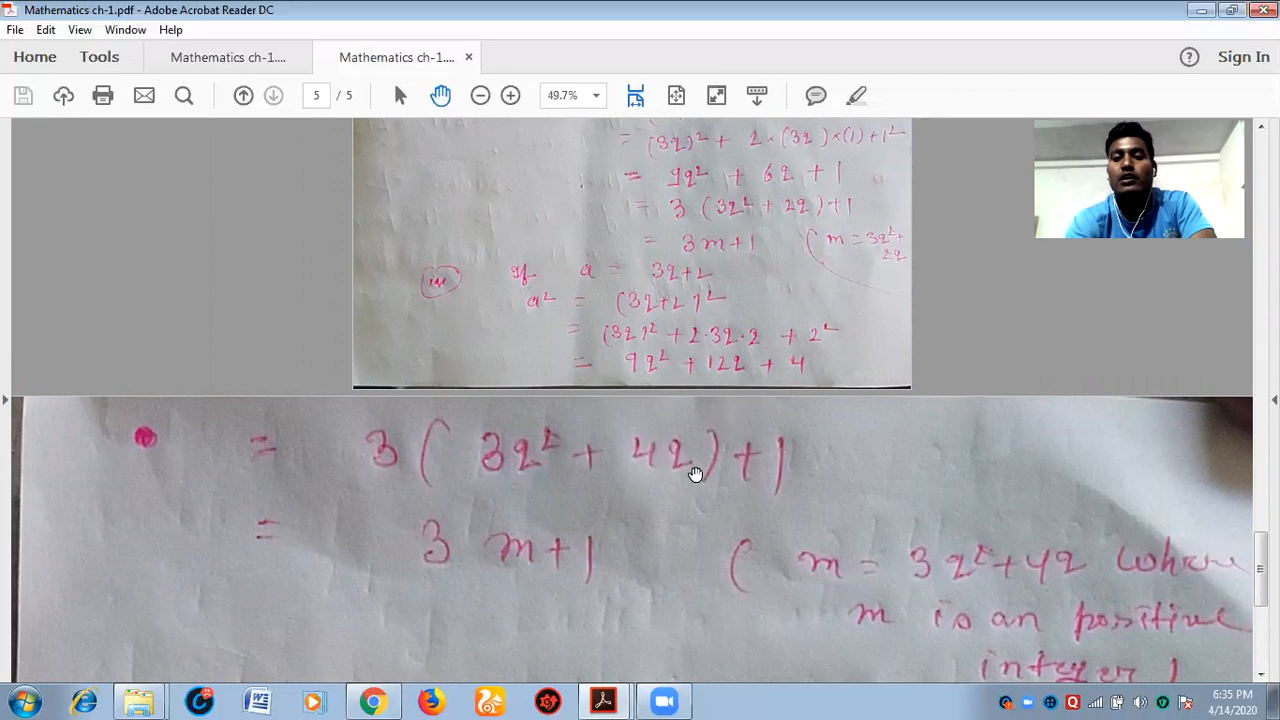 Mathematics ch-1.pdf - Adobe Acrobat Reader DC
File Edit View Window Help
Home Tools Mathematics ch-1.... Mathematics ch-1.... × Sign In
5 / 5 49.7%
= (3q)² + 2×(3q)×(1)+1²
= 9q² + 6q + 1
= 3 (3q² + 2q)+1
= 3m+1 ( m = 3q²+
2q
(iii) If a = 3q+2
a² = (3q+2)²
= (3q)² + 2·3q·2 + 2²
= 9q² + 12q + 4
= 3( 3q² + 4q)+1
= 3 m+1 ( m = 3q²+4q where
m is an positive
integer )
6:35 PM
4/14/2020